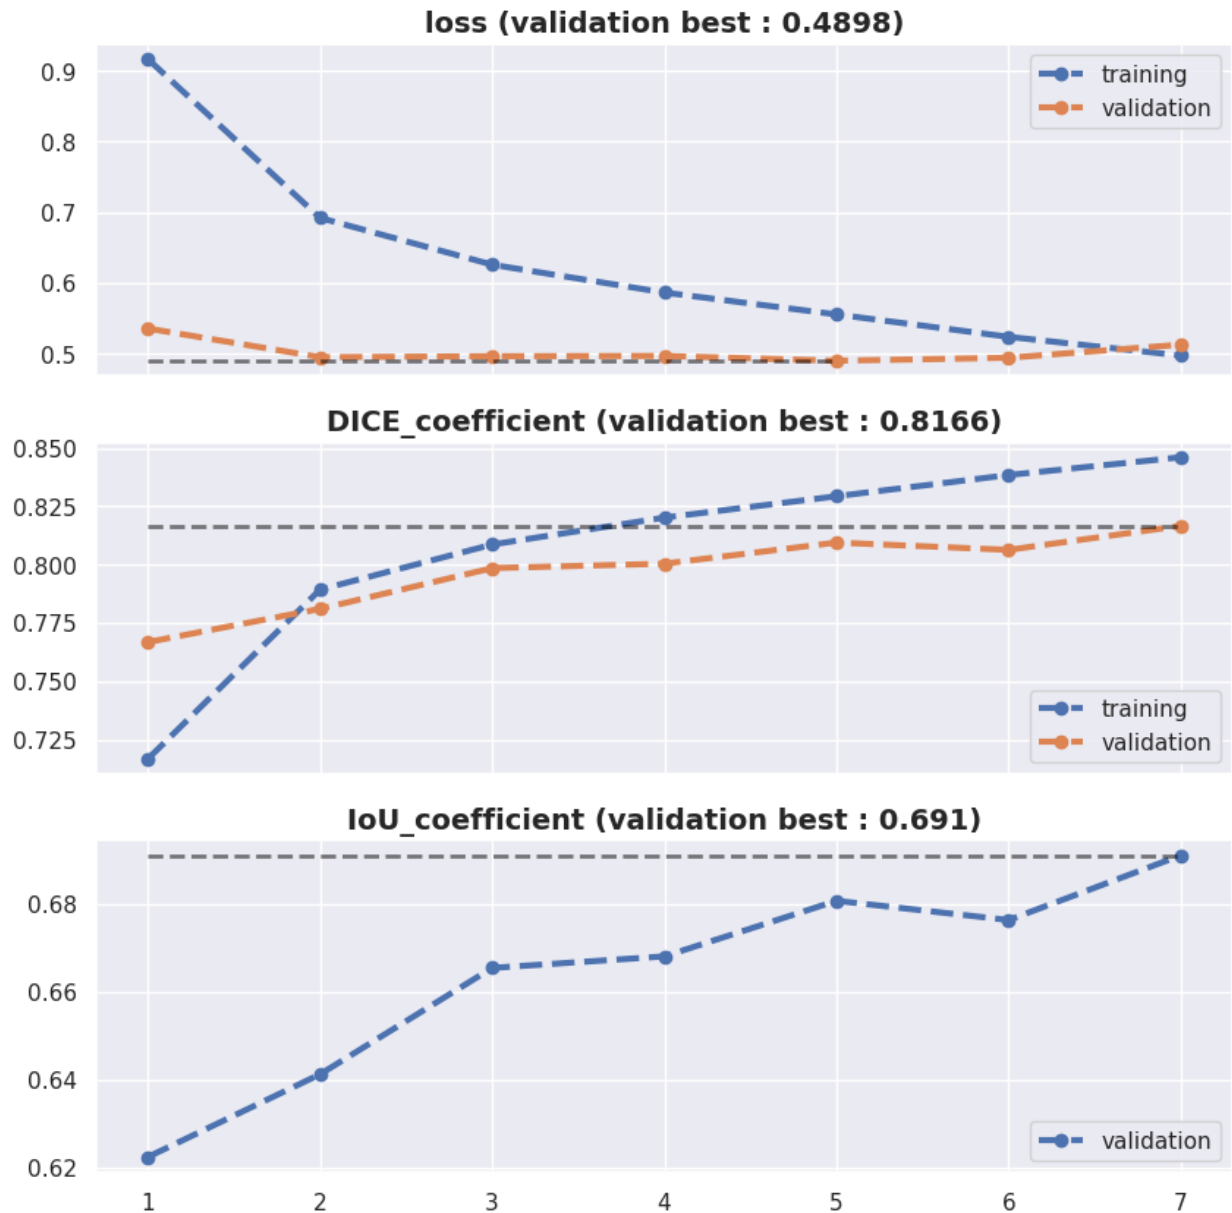 loss (validation best : 0.4898)
0.9
0.8
0.7
0.6
0.5
training
validation
DICE_coefficient (validation best : 0.8166)
0.850
0.825
0.800
0.775
0.750
0.725
training
validation
IoU_coefficient (validation best : 0.691)
0.68
0.66
0.64
0.62
validation
1 2 3 4 5 6 7